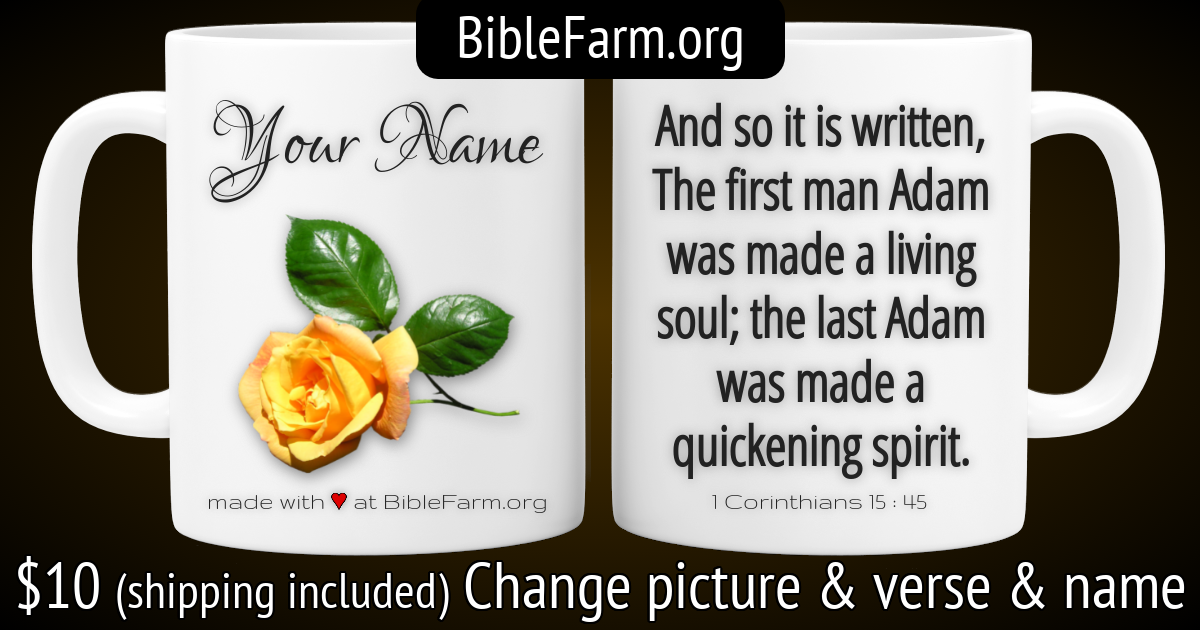 BibleFarm.org
Your Name
made with ♥ at BibleFarm.org
And so it is written,
The first man Adam
was made a living
soul; the last Adam
was made a
quickening spirit.
1 Corinthians 15 : 45
$10 (shipping included) Change picture & verse & name